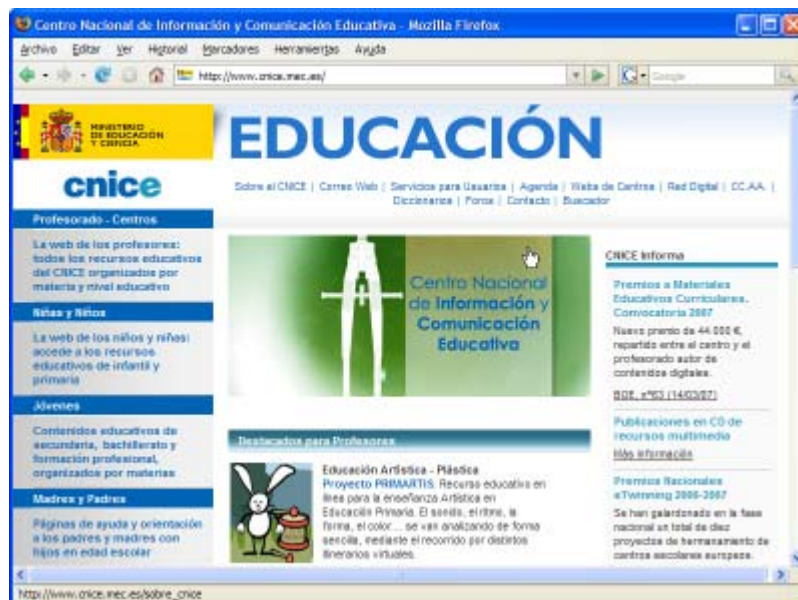 Centro Nacional de Información y Comunicación Educativa - Mozilla Firefox
Archivo Editar Ver Historial Marcadores Herramientas Ayuda
http://www.cnice.mec.es/
Google
MINISTERIO
DE EDUCACIÓN
Y CIENCIA
EDUCACIÓN
cnice
Sobre el CNICE | Correo Web | Servicios para Usuarios | Agenda | Webs de Centros | Red Digital | CC.AA. |
Diccionarios | Foros | Contacto | Buscador
Profesorado - Centros
La web de los profesores:
todos los recursos educativos
del CNICE organizados por
materia y nivel educativo
Niñas y Niños
La web de los niños y niñas:
accede a los recursos
educativos de infantil y
primaria
Jóvenes
Contenidos educativos de
secundaria, bachillerato y
formación profesional,
organizados por materias
Madres y Padres
Páginas de ayuda y orientación
a los padres y madres con
hijos en edad escolar
Centro Nacional
de Información y
Comunicación
Educativa
Destacados para Profesores
Educación Artística - Plástica
Proyecto PRIMARTIS: Recurso educativo en
línea para la enseñanza Artística en
Educación Primaria. El sonido, el ritmo, la
forma, el color... se van analizando de forma
sencilla, mediante el recorrido por distintos
itinerarios virtuales.
CNICE Informa
Premios a Materiales
Educativos Curriculares.
Convocatoria 2007
Nuevo premio de 44.000 €,
repartido entre el centro y el
profesorado autor de
contenidos digitales.
BOE, nº63 (14/03/07)
Publicaciones en CD de
recursos multimedia
Más información
Premios Nacionales
eTwinning 2006-2007
Se han galardonado en la fase
nacional un total de diez
proyectos de hermanamiento de
centros escolares europeos.
http://www.cnice.mec.es/sobre_cnice